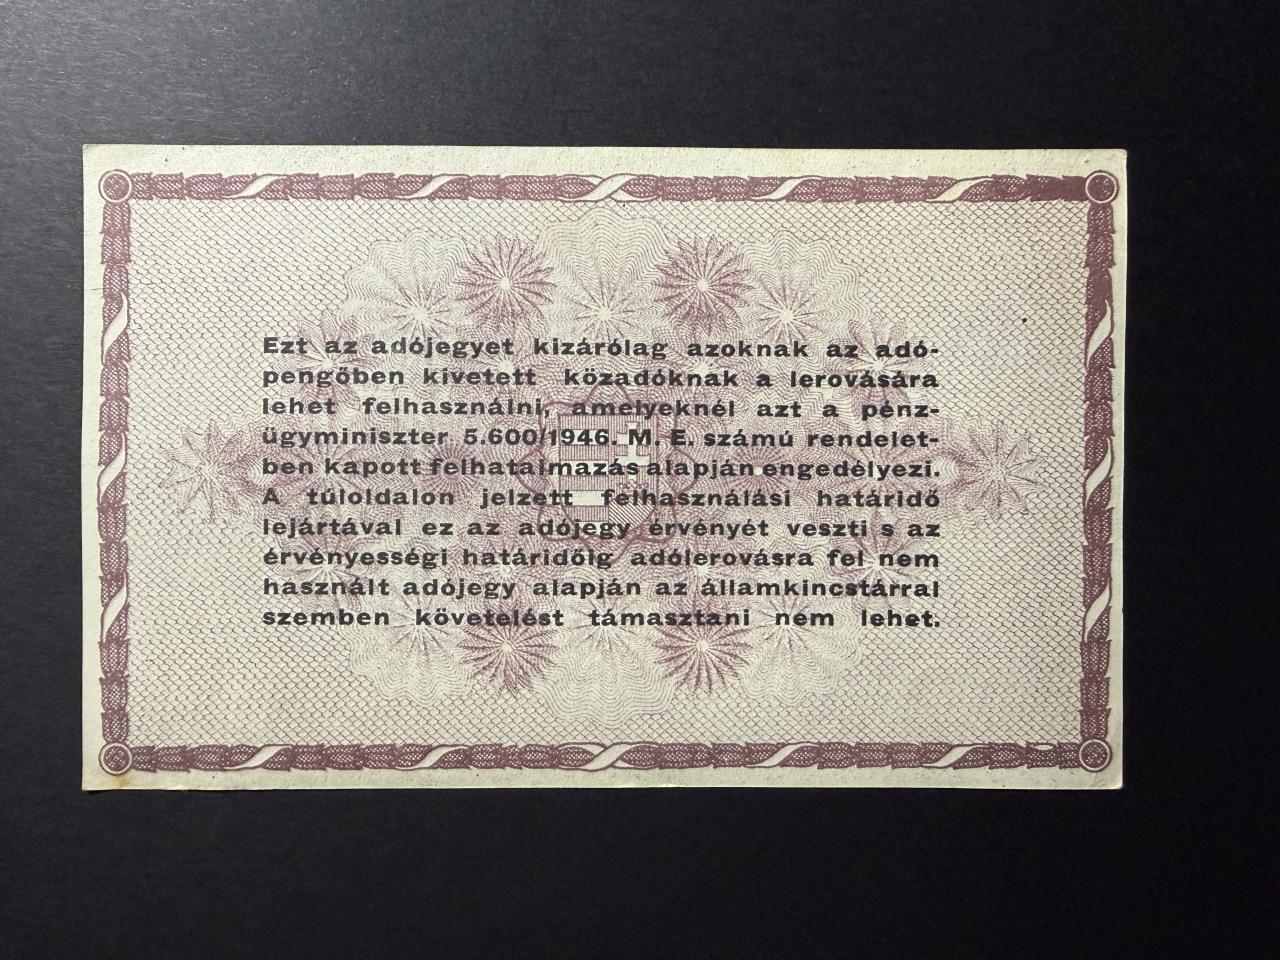 Ezt az adójegyet kizárólag azoknak az adó-
pengőben kivetett közadóknak a lerovására
lehet felhasználni, amelyeknél azt a pénz-
ügyminiszter 5.600/1946. M. E. számú rendelet-
ben kapott felhatalmazás alapján engedélyezi.
A túloldalon jelzett felhasználási határidő
lejártával ez az adójegy érvényét veszti s az
érvényességi határidőig adólerovásra fel nem
használt adójegy alapján az államkincstárral
szemben követelést támasztani nem lehet.